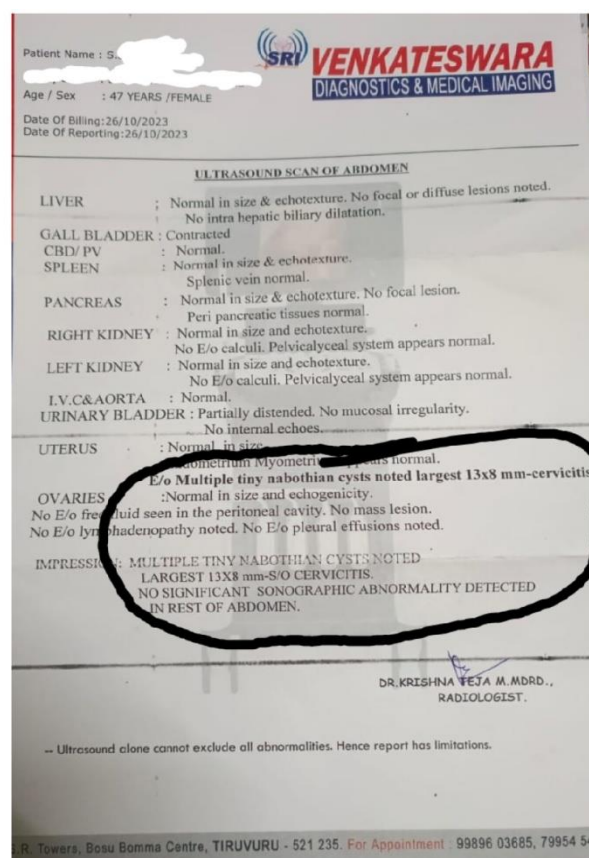 Patient Name : S.
SRI VENKATESWARA
DIAGNOSTICS & MEDICAL IMAGING
Age / Sex : 47 YEARS /FEMALE
Date Of Billing:26/10/2023
Date Of Reporting:26/10/2023
ULTRASOUND SCAN OF ABDOMEN
LIVER : Normal in size & echotexture. No focal or diffuse lesions noted.
No intra hepatic biliary dilatation.
GALL BLADDER : Contracted
CBD/ PV : Normal.
SPLEEN : Normal in size & echotexture.
Splenic vein normal.
PANCREAS : Normal in size & echotexture. No focal lesion.
Peri pancreatic tissues normal.
RIGHT KIDNEY : Normal in size and echotexture.
No E/o calculi. Pelvicalyceal system appears normal.
LEFT KIDNEY : Normal in size and echotexture.
No E/o calculi. Pelvicalyceal system appears normal.
I.V.C&AORTA : Normal.
URINARY BLADDER : Partially distended. No mucosal irregularity.
No internal echoes.
UTERUS : Normal in size
normal.
E/o Multiple tiny nabothian cysts noted largest 13x8 mm-cervicitis
OVARIES :Normal in size and echogenicity.
No E/o free fluid seen in the peritoneal cavity. No mass lesion.
No E/o lymphadenopathy noted. No E/o pleural effusions noted.
IMPRESSION: MULTIPLE TINY NABOTHIAN CYSTS NOTED
LARGEST 13X8 mm-S/O CERVICITIS.
NO SIGNIFICANT SONOGRAPHIC ABNORMALITY DETECTED
IN REST OF ABDOMEN.
DR.KRISHNA TEJA M.MDRD.,
RADIOLOGIST.
-- Ultrasound alone cannot exclude all abnormalities. Hence report has limitations.
.R. Towers, Bosu Bomma Centre, TIRUVURU - 521 235. For Appointment : 99896 03685, 79954